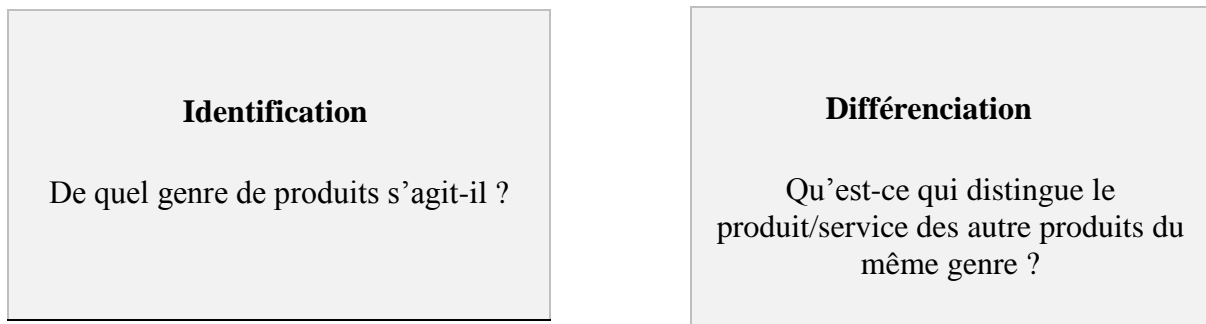 Identification
De quel genre de produits s’agit-il ?
Différenciation
Qu’est-ce qui distingue le
produit/service des autre produits du
même genre ?